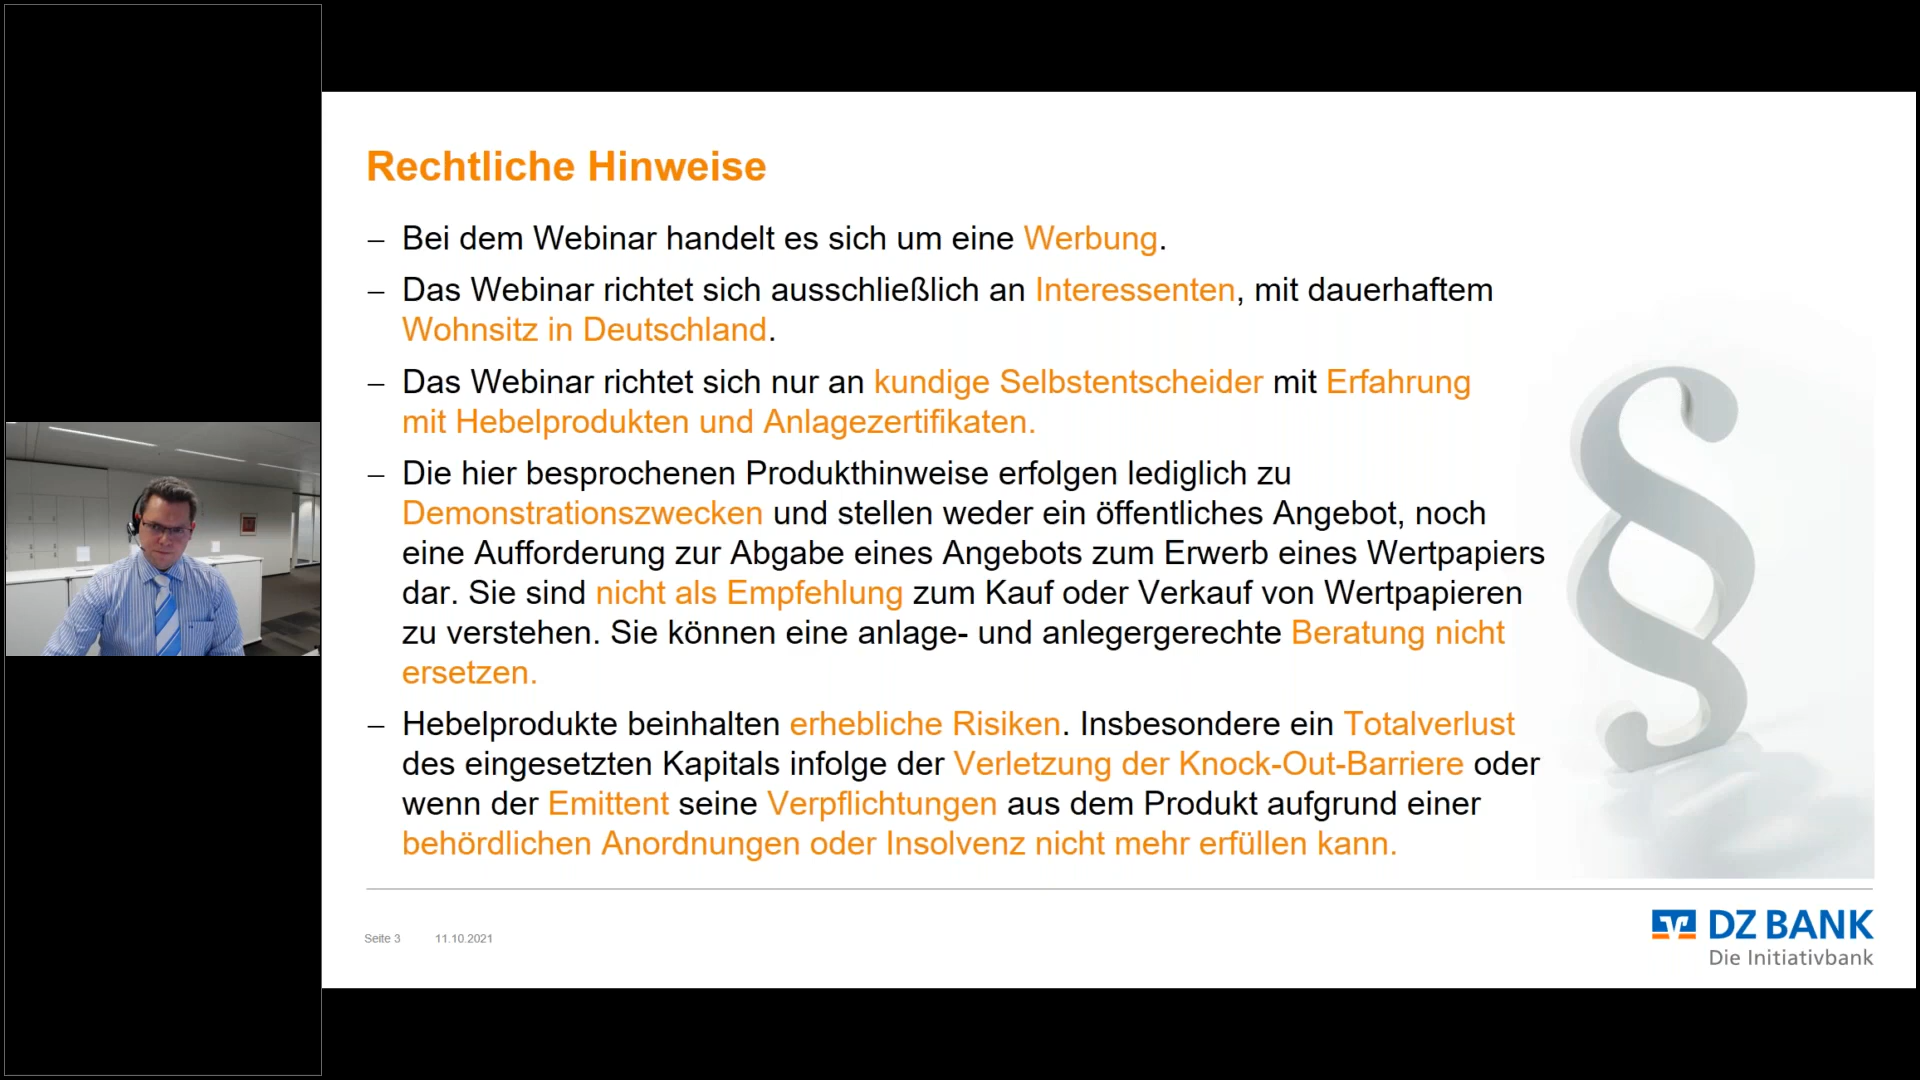 Rechtliche Hinweise
– Bei dem Webinar handelt es sich um eine Werbung.
– Das Webinar richtet sich ausschließlich an Interessenten, mit dauerhaftem
Wohnsitz in Deutschland.
– Das Webinar richtet sich nur an kundige Selbstentscheider mit Erfahrung
mit Hebelprodukten und Anlagezertifikaten.
– Die hier besprochenen Produkthinweise erfolgen lediglich zu
Demonstrationszwecken und stellen weder ein öffentliches Angebot, noch
eine Aufforderung zur Abgabe eines Angebots zum Erwerb eines Wertpapiers
dar. Sie sind nicht als Empfehlung zum Kauf oder Verkauf von Wertpapieren
zu verstehen. Sie können eine anlage- und anlegergerechte Beratung nicht
ersetzen.
– Hebelprodukte beinhalten erhebliche Risiken. Insbesondere ein Totalverlust
des eingesetzten Kapitals infolge der Verletzung der Knock-Out-Barriere oder
wenn der Emittent seine Verpflichtungen aus dem Produkt aufgrund einer
behördlichen Anordnungen oder Insolvenz nicht mehr erfüllen kann.
§
Seite 3 11.10.2021
DZ BANK
Die Initiativbank